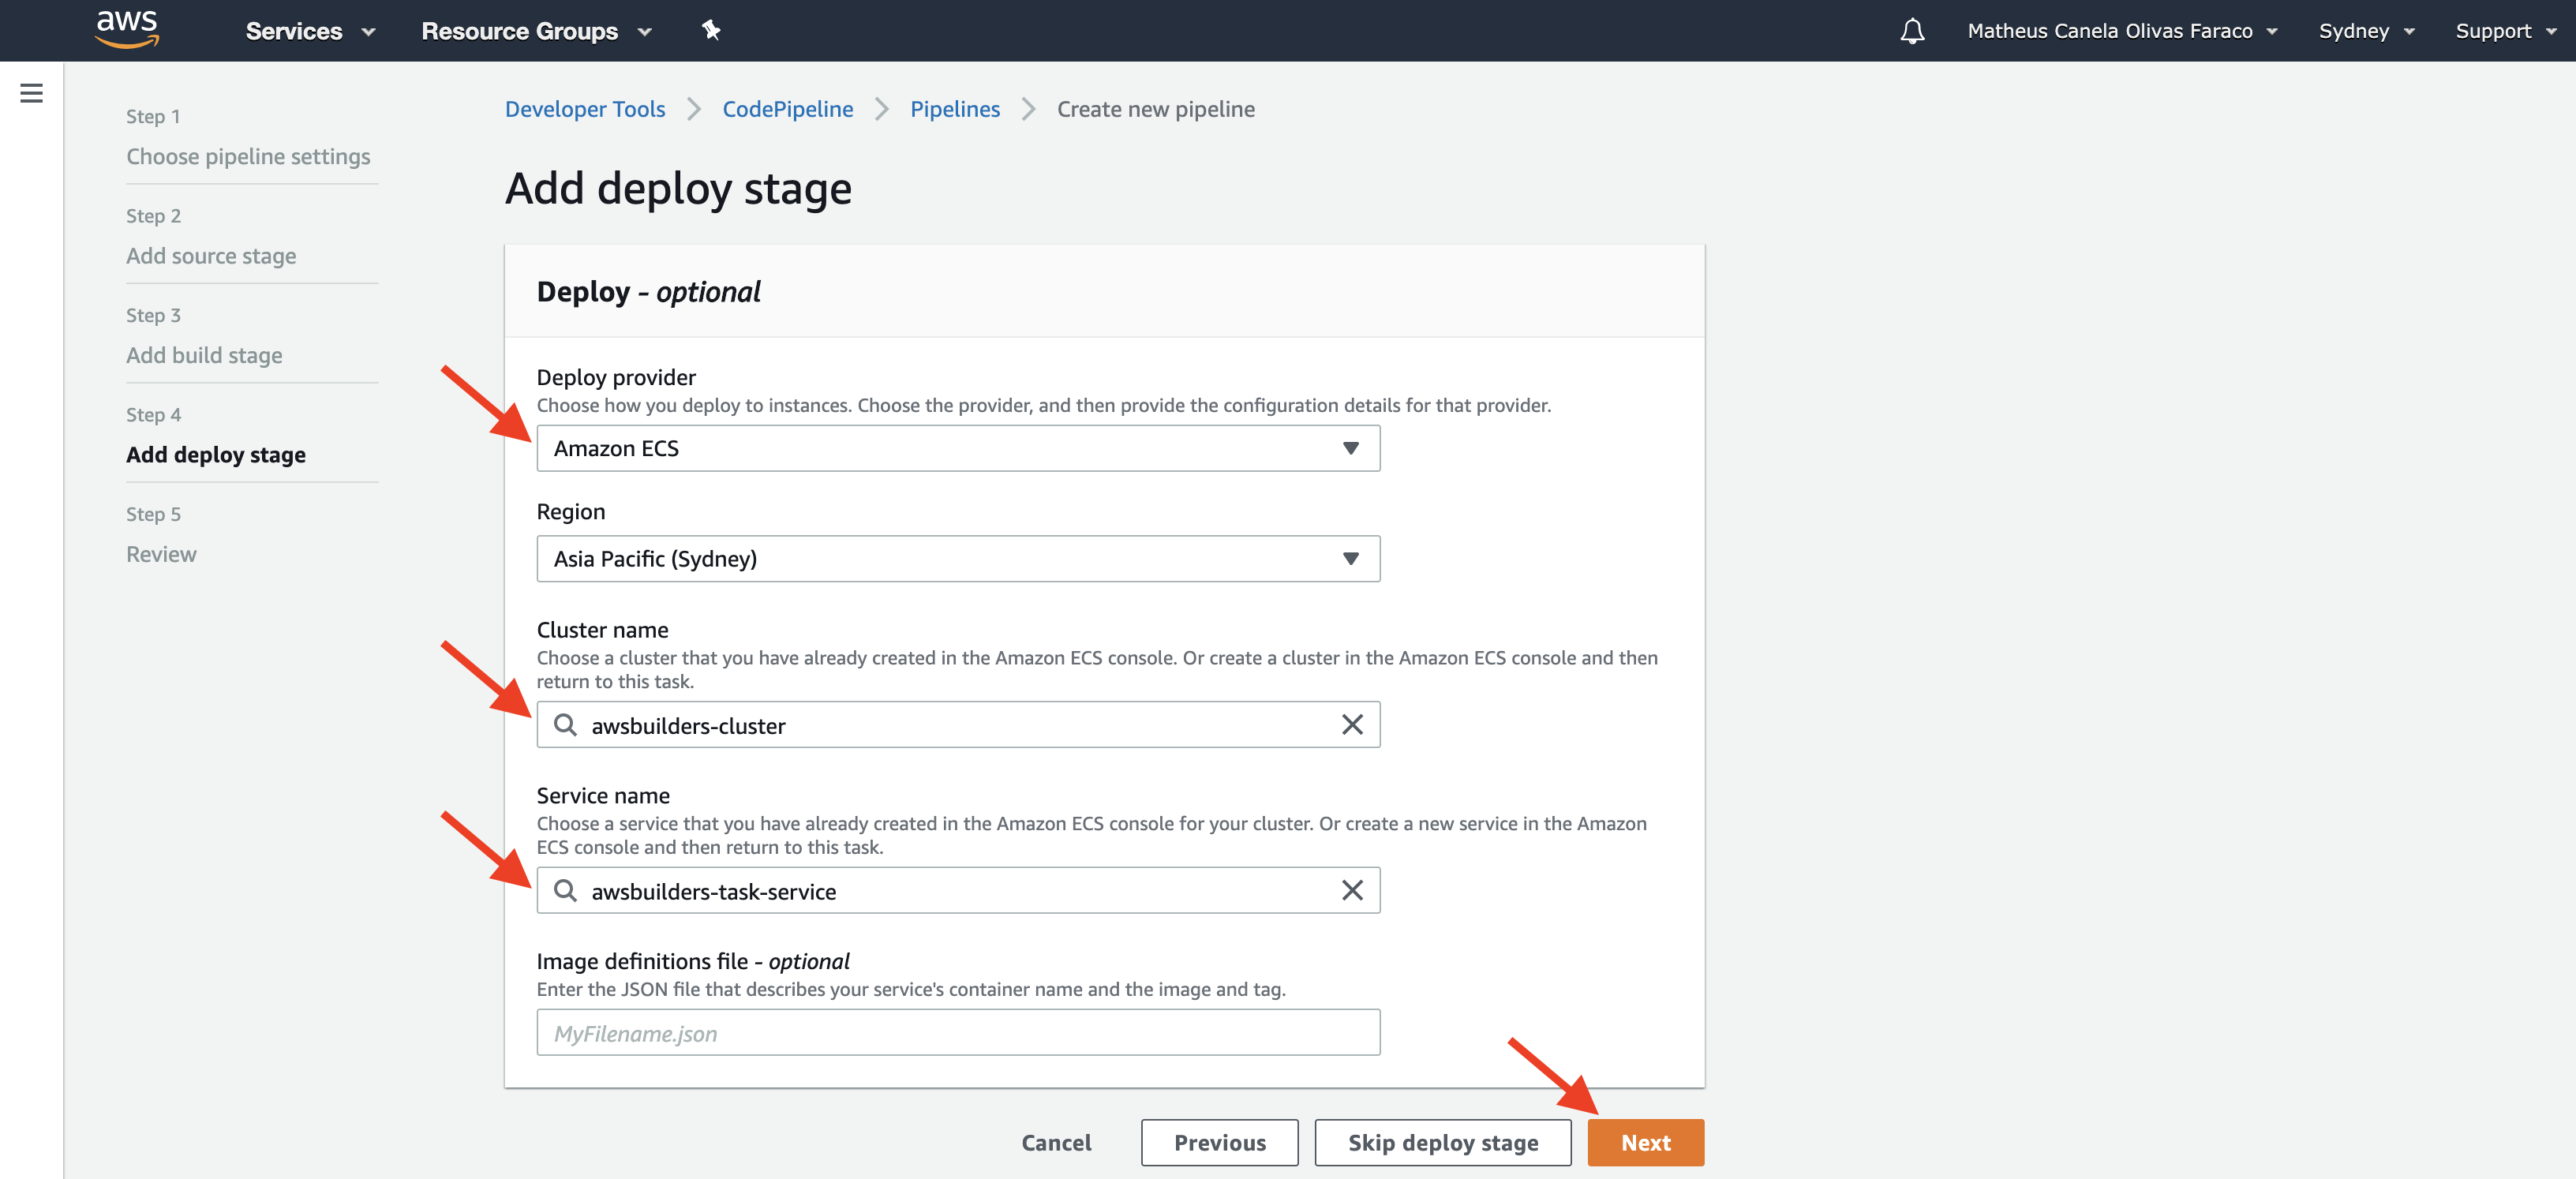 aws Services Resource Groups Matheus Canela Olivas Faraco Sydney Support
Step 1
Choose pipeline settings
Step 2
Add source stage
Step 3
Add build stage
Step 4
Add deploy stage
Step 5
Review
Developer Tools Code​Pipeline Pipelines Create new pipeline
Add deploy stage
Deploy - optional
Deploy provider
Choose how you deploy to instances. Choose the provider, and then provide the configuration details for that provider.
Amazon ECS
Region
Asia Pacific (Sydney)
Cluster name
Choose a cluster that you have already created in the Amazon ECS console. Or create a cluster in the Amazon ECS console and then
return to this task.
awsbuilders-cluster
Service name
Choose a service that you have already created in the Amazon ECS console for your cluster. Or create a new service in the Amazon
ECS console and then return to this task.
awsbuilders-task-service
Image definitions file - optional
Enter the JSON file that describes your service's container name and the image and tag.
MyFilename.json
Cancel Previous Skip deploy stage Next